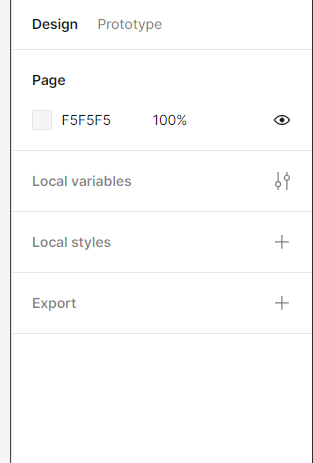 Design Prototype
Page
F5F5F5 100%
Local variables
Local styles
Export